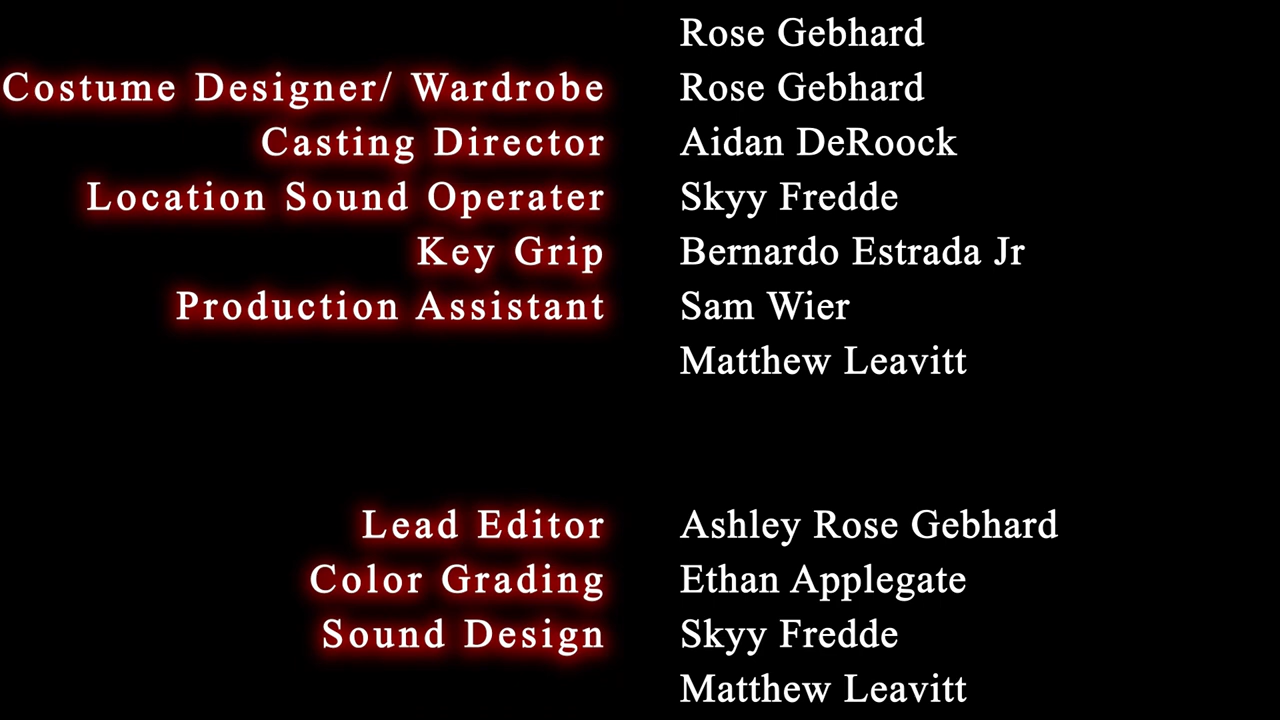 Rose Gebhard
Costume Designer/ Wardrobe Rose Gebhard
Casting Director Aidan DeRoock
Location Sound Operater Skyy Fredde
Key Grip Bernardo Estrada Jr
Production Assistant Sam Wier
Matthew Leavitt
Lead Editor Ashley Rose Gebhard
Color Grading Ethan Applegate
Sound Design Skyy Fredde
Matthew Leavitt